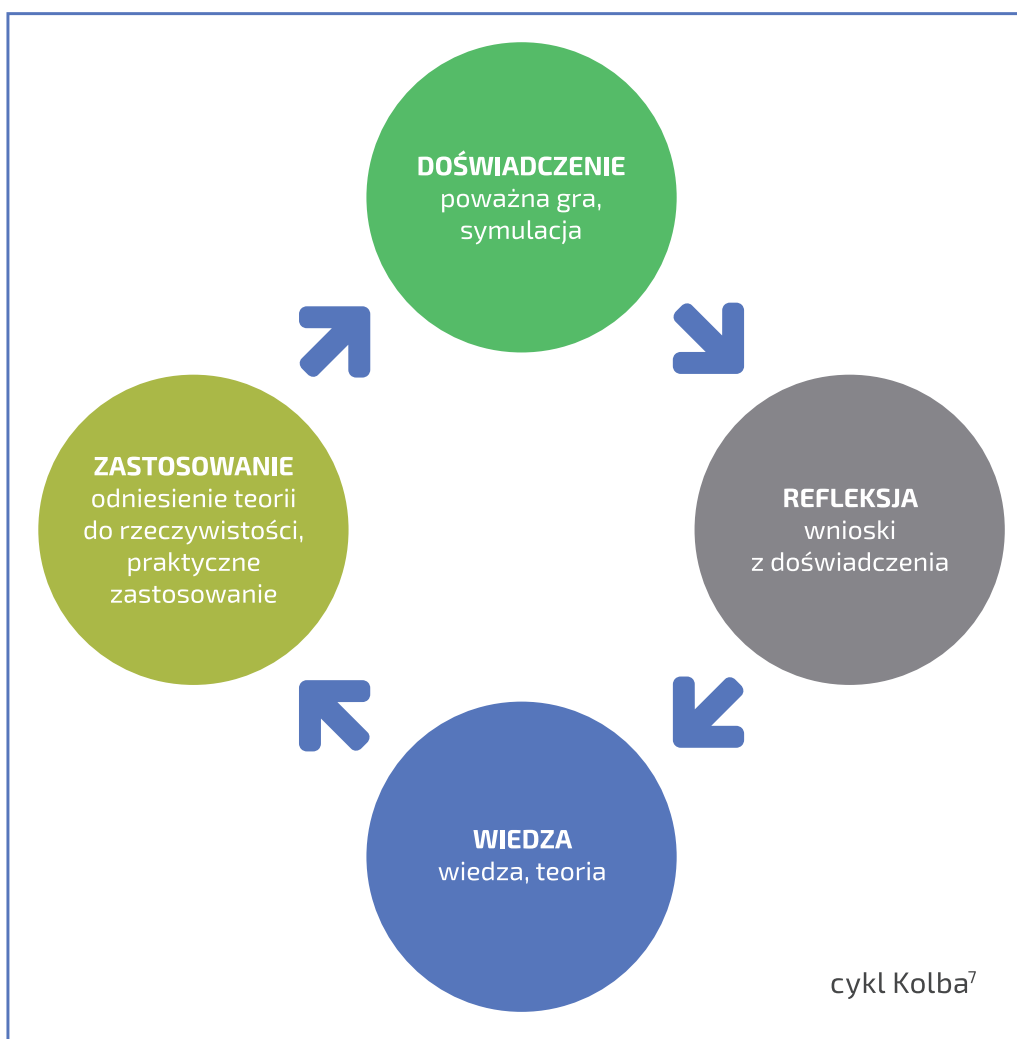 DOŚWIADCZENIE
poważna gra,
symulacja
ZASTOSOWANIE
odniesienie teorii
do rzeczywistości,
praktyczne
zastosowanie
REFLEKSJA
wnioski
z doświadczenia
WIEDZA
wiedza, teoria
cykl Kolba⁷